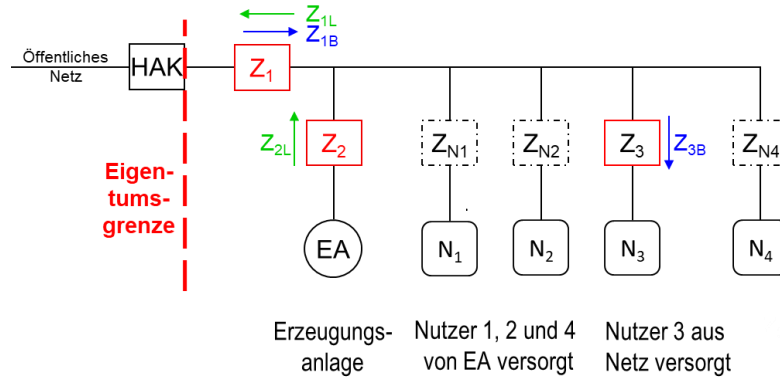 Z1L
Z1B
Öffentliches
Netz
HAK
Z1
Z2L
Z2
ZN1
ZN2
Z3
Z3B
ZN4
Eigen-
tums-
grenze
EA
N1
N2
N3
N4
Erzeugungs-
anlage
Nutzer 1, 2 und 4
von EA versorgt
Nutzer 3 aus
Netz versorgt